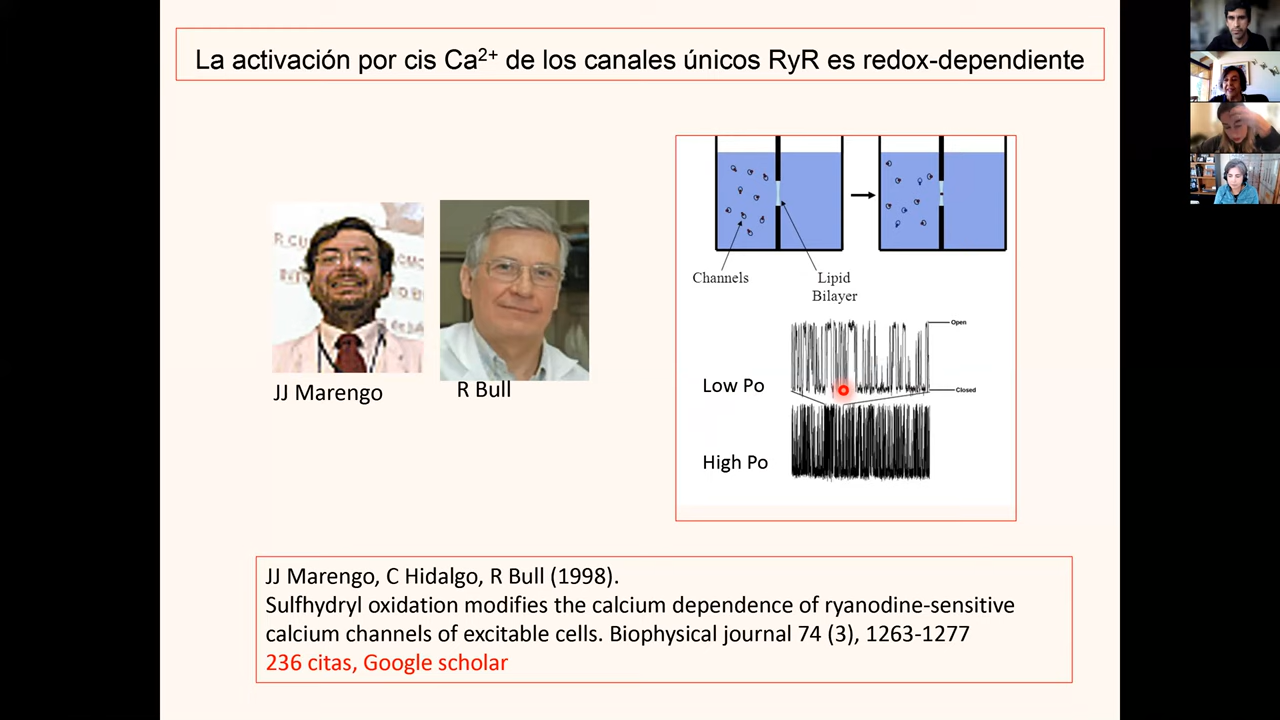 La activación por cis Ca²⁺ de los canales únicos RyR es redox-dependiente
JJ Marengo
R Bull
Channels
Lipid
Bilayer
Open
Low Po
Closed
High Po
JJ Marengo, C Hidalgo, R Bull (1998).
Sulfhydryl oxidation modifies the calcium dependence of ryanodine-sensitive
calcium channels of excitable cells. Biophysical journal 74 (3), 1263-1277
236 citas, Google scholar